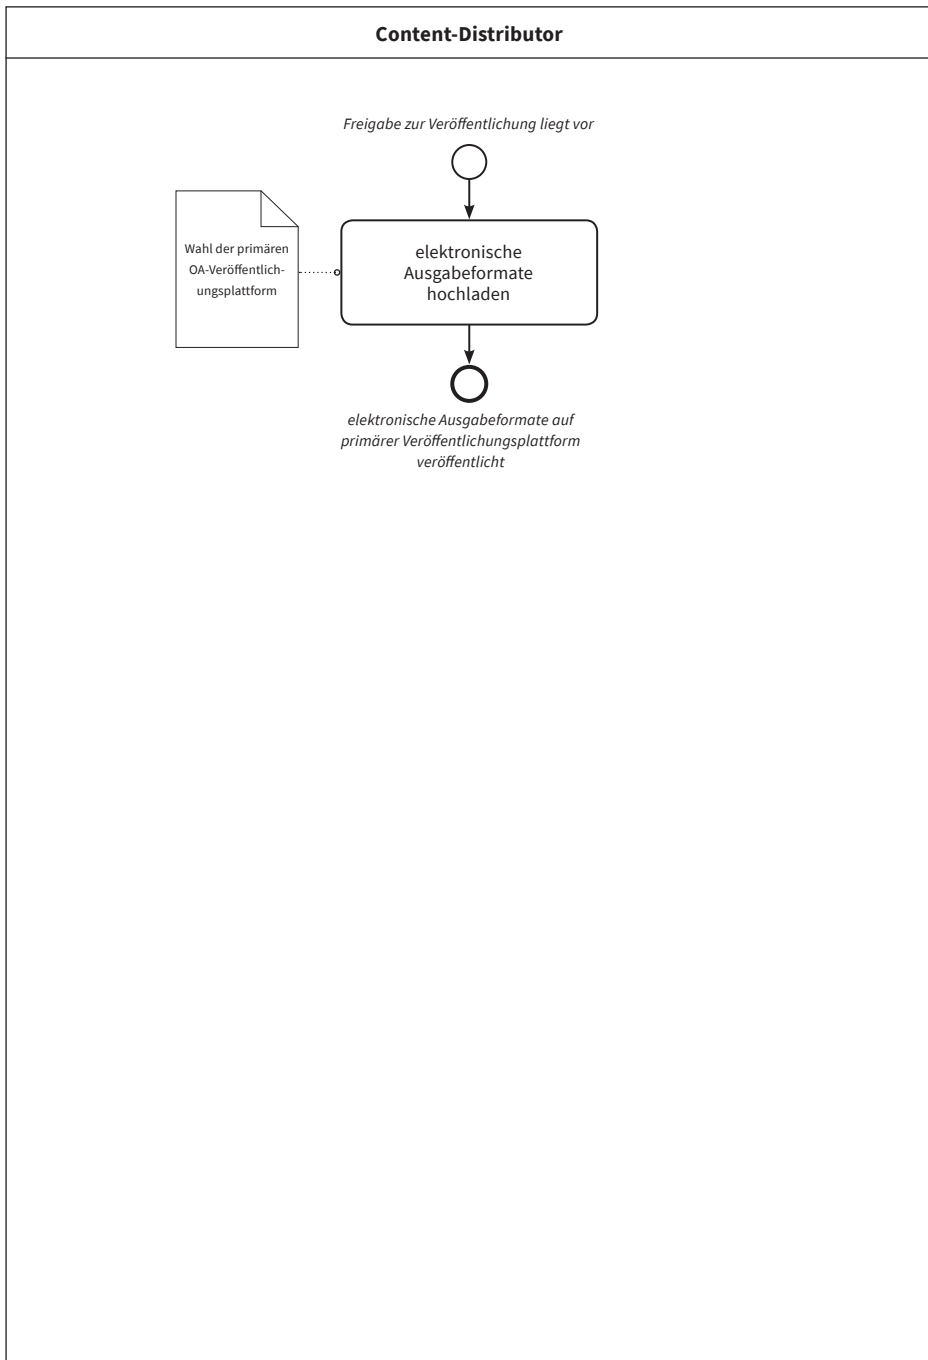 Content-Distributor
Freigabe zur Veröffentlichung liegt vor
Wahl der primären
OA-Veröffentlich-
ungsplattform
elektronische
Ausgabeformate
hochladen
elektronische Ausgabeformate auf
primärer Veröffentlichungsplattform
veröffentlicht